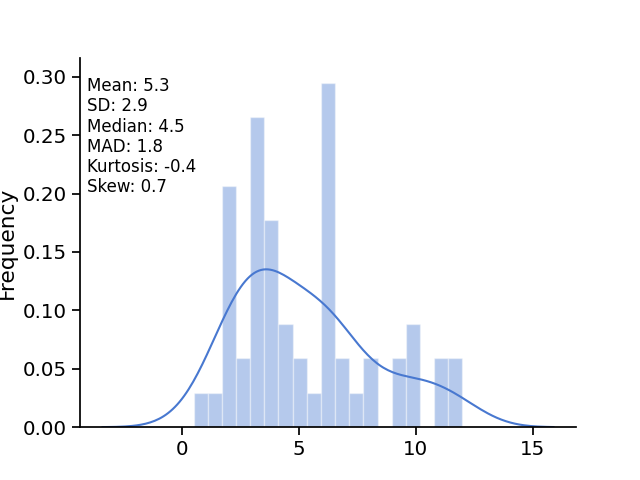 0.30
0.25
0.20
0.15
0.10
0.05
0.00
Frequency
Mean: 5.3
SD: 2.9
Median: 4.5
MAD: 1.8
Kurtosis: -0.4
Skew: 0.7
0 5 10 15